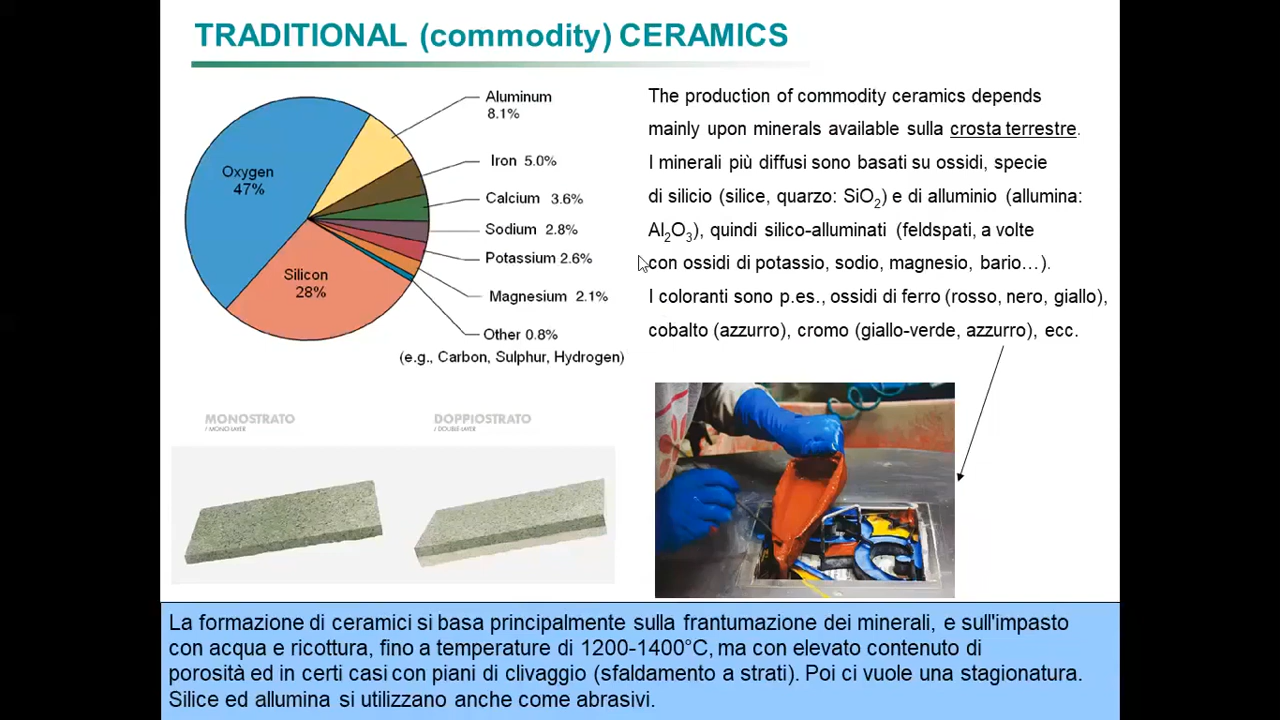 TRADITIONAL (commodity) CERAMICS
Aluminum
8.1%
Iron 5.0%
Calcium 3.6%
Sodium 2.8%
Potassium 2.6%
Magnesium 2.1%
Other 0.8%
(e.g., Carbon, Sulphur, Hydrogen)
Oxygen
47%
Silicon
28%
The production of commodity ceramics depends
mainly upon minerals available sulla crosta terrestre.
I minerali più diffusi sono basati su ossidi, specie
di silicio (silice, quarzo: SiO₂) e di alluminio (allumina:
Al₂O₃), quindi silico-alluminati (feldspati, a volte
con ossidi di potassio, sodio, magnesio, bario…).
I coloranti sono p.es., ossidi di ferro (rosso, nero, giallo),
cobalto (azzurro), cromo (giallo-verde, azzurro), ecc.
MONOSTRATO
/ MONO-LAYER
DOPPIOSTRATO
/ DOUBLE-LAYER
La formazione di ceramici si basa principalmente sulla frantumazione dei minerali, e sull'impasto
con acqua e ricottura, fino a temperature di 1200-1400°C, ma con elevato contenuto di
porosità ed in certi casi con piani di clivaggio (sfaldamento a strati). Poi ci vuole una stagionatura.
Silice ed allumina si utilizzano anche come abrasivi.